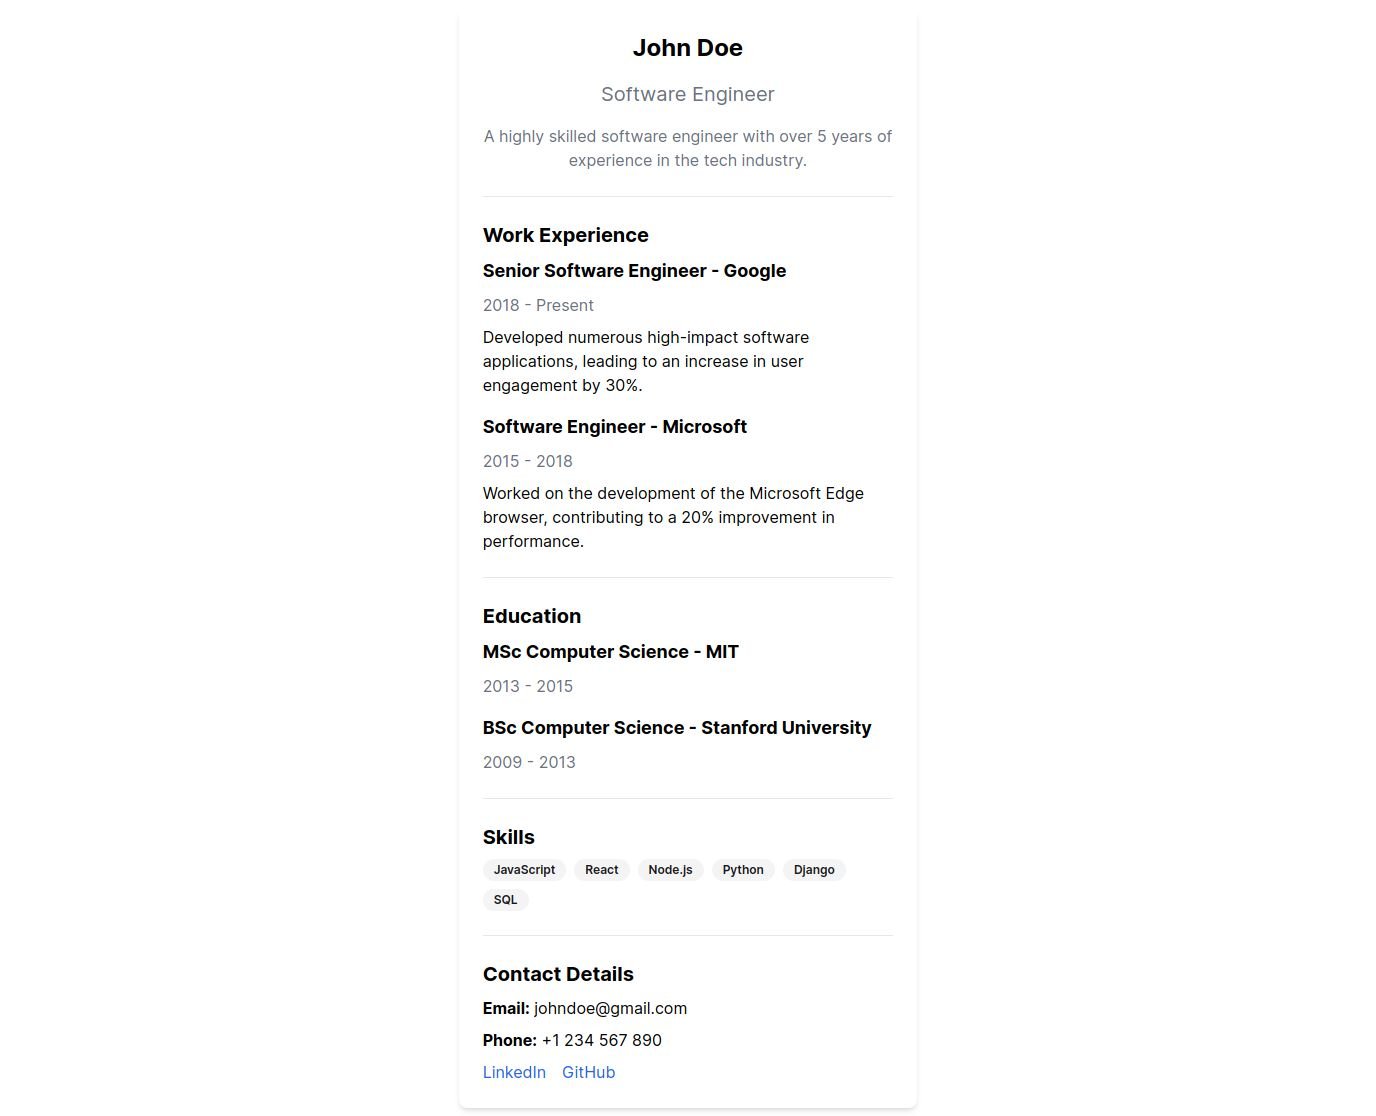 John Doe
Software Engineer
A highly skilled software engineer with over 5 years of
experience in the tech industry.
Work Experience
Senior Software Engineer - Google
2018 - Present
Developed numerous high-impact software
applications, leading to an increase in user
engagement by 30%.
Software Engineer - Microsoft
2015 - 2018
Worked on the development of the Microsoft Edge
browser, contributing to a 20% improvement in
performance.
Education
MSc Computer Science - MIT
2013 - 2015
BSc Computer Science - Stanford University
2009 - 2013
Skills
JavaScript React Node.js Python Django
SQL
Contact Details
Email: johndoe@gmail.com
Phone: +1 234 567 890
LinkedIn GitHub